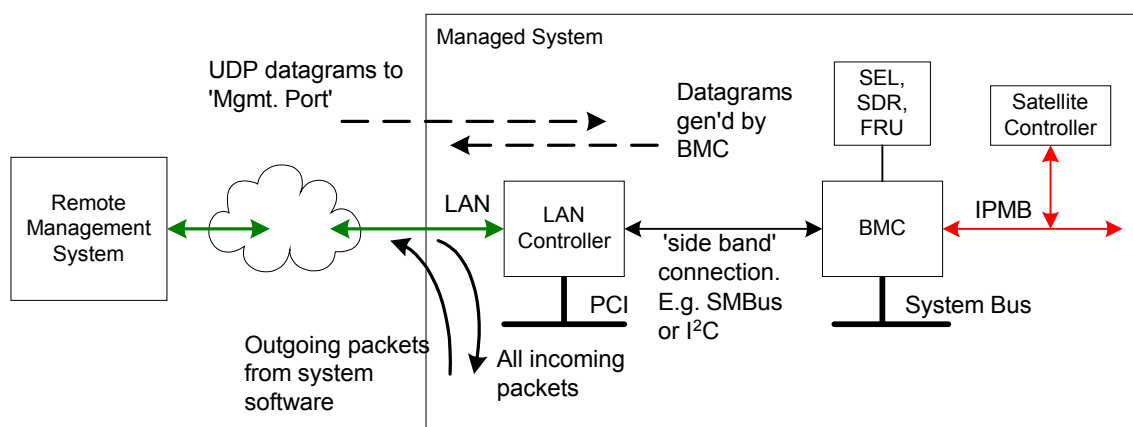 Managed System
UDP datagrams to
'Mgmt. Port'
Datagrams
gen'd by
BMC
SEL,
SDR,
FRU
Satellite
Controller
Remote
Management
System
LAN
LAN
Controller
BMC
IPMB
'side band'
connection.
E.g. SMBus
or I²C
PCI
System Bus
Outgoing packets
from system
software
All incoming
packets